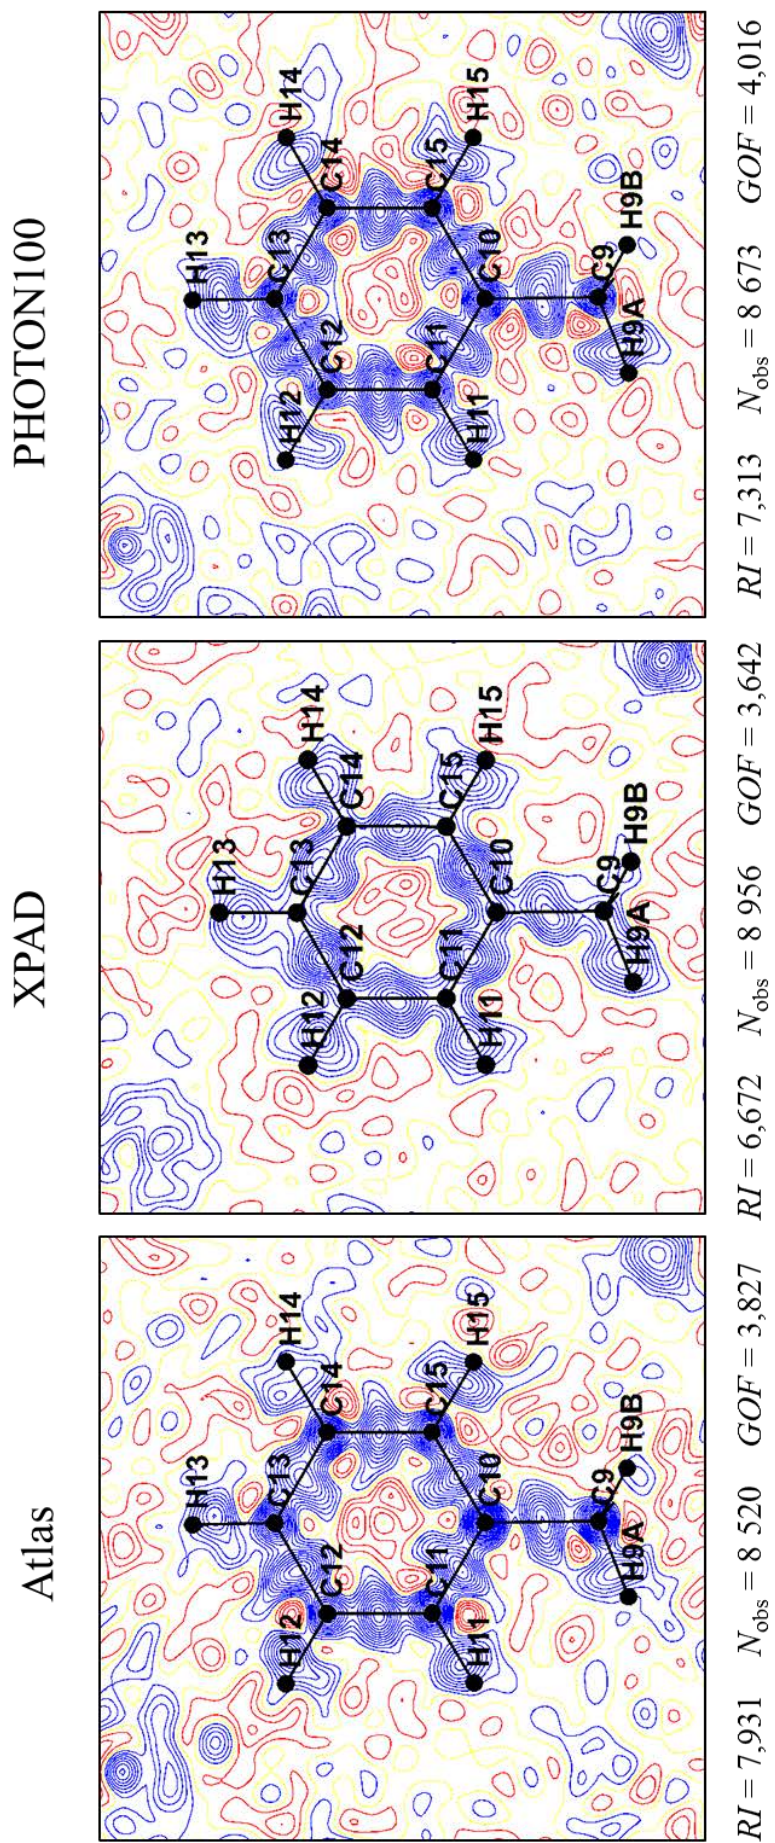 Atlas
H13
H14
H12
C13
C14
C12
C11
C15
H11
C10
H15
C9
H9A
H9B
RI = 7,931 Nobs = 8 520 GOF = 3,827
XPAD
H13
H14
H12
C13
C14
C12
C11
C15
H11
C10
H15
C9
H9A
H9B
RI = 6,672 Nobs = 8 956 GOF = 3,642
PHOTON100
H13
H14
H12
C13
C14
C12
C11
C15
H11
C10
H15
C9
H9A
H9B
RI = 7,313 Nobs = 8 673 GOF = 4,016